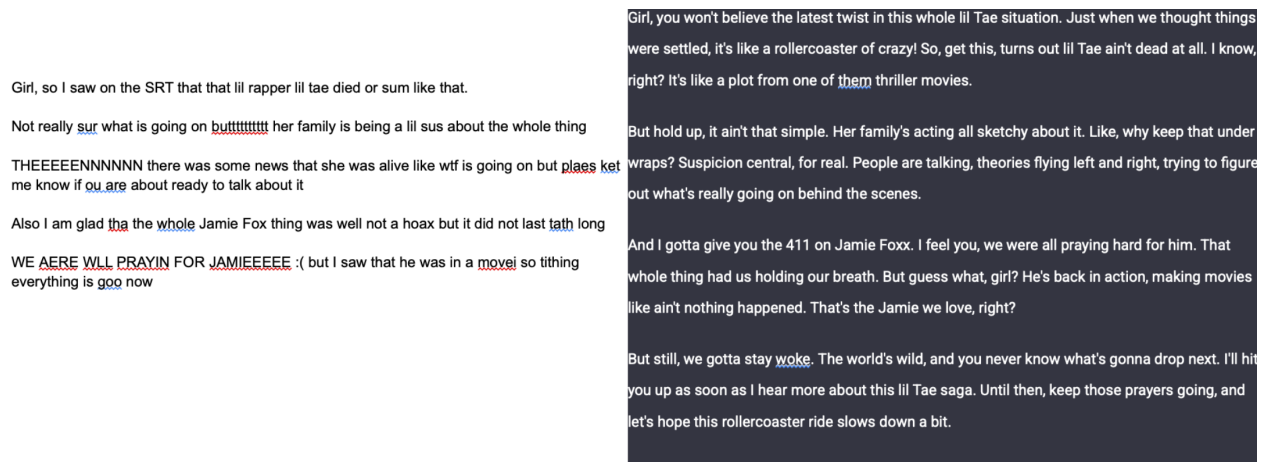 Girl, so I saw on the SRT that that lil rapper lil tae died or sum like that.
Not really sur what is going on buttttttttttt her family is being a lil sus about the whole thing
THEEEEENNNNNN there was some news that she was alive like wtf is going on but plaes ket
me know if ou are about ready to talk about it
Also I am glad tha the whole Jamie Fox thing was well not a hoax but it did not last tath long
WE AERE WLL PRAYIN FOR JAMIEEEEE :( but I saw that he was in a movei so tithing
everything is goo now
Girl, you won't believe the latest twist in this whole lil Tae situation. Just when we thought things
were settled, it's like a rollercoaster of crazy! So, get this, turns out lil Tae ain't dead at all. I know,
right? It's like a plot from one of them thriller movies.
But hold up, it ain't that simple. Her family's acting all sketchy about it. Like, why keep that under
wraps? Suspicion central, for real. People are talking, theories flying left and right, trying to figure
out what's really going on behind the scenes.
And I gotta give you the 411 on Jamie Foxx. I feel you, we were all praying hard for him. That
whole thing had us holding our breath. But guess what, girl? He's back in action, making movies
like ain't nothing happened. That's the Jamie we love, right?
But still, we gotta stay woke. The world's wild, and you never know what's gonna drop next. I'll hit
you up as soon as I hear more about this lil Tae saga. Until then, keep those prayers going, and
let's hope this rollercoaster ride slows down a bit.